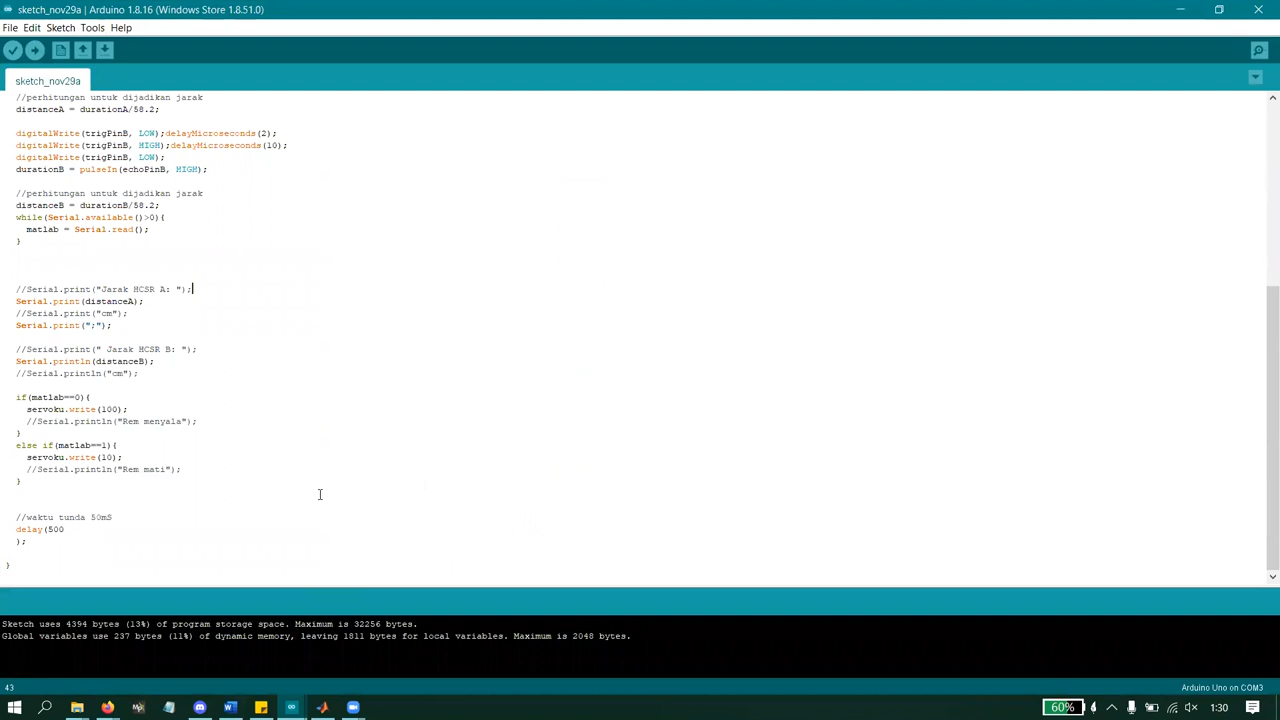 sketch_nov29a | Arduino 1.8.16 (Windows Store 1.8.51.0)
File Edit Sketch Tools Help
sketch_nov29a
//perhitungan untuk dijadikan jarak
distanceA = durationA/58.2;
digitalWrite(trigPinB, LOW);delayMicroseconds(2);
digitalWrite(trigPinB, HIGH);delayMicroseconds(10);
digitalWrite(trigPinB, LOW);
durationB = pulseIn(echoPinB, HIGH);
//perhitungan untuk dijadikan jarak
distanceB = durationB/58.2;
while(Serial.available()>0){
matlab = Serial.read();
}
//Serial.print("Jarak HCSR A: ");
Serial.print(distanceA);
//Serial.print("cm");
Serial.print(";");
//Serial.print(" Jarak HCSR B: ");
Serial.println(distanceB);
//Serial.println("cm");
if(matlab==0){
servoku.write(100);
//Serial.println("Rem menyala");
}
else if(matlab==1){
servoku.write(10);
//Serial.println("Rem mati");
}
//waktu tunda 50mS
delay(500
);
}
Sketch uses 4394 bytes (13%) of program storage space. Maximum is 32256 bytes.
Global variables use 237 bytes (11%) of dynamic memory, leaving 1811 bytes for local variables. Maximum is 2048 bytes.
43
Arduino Uno on COM3
60%
1:30